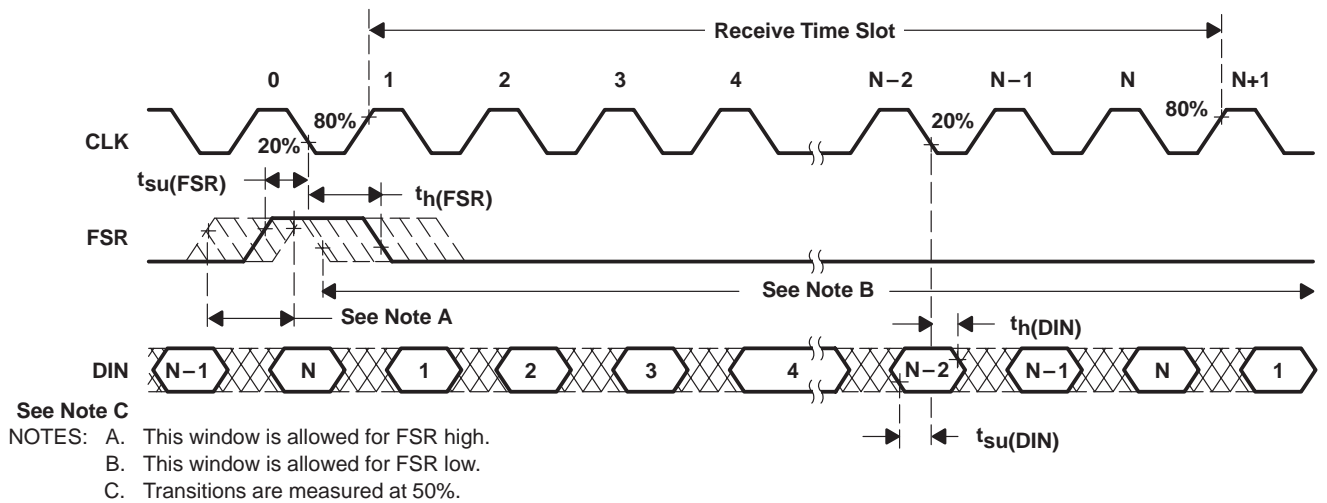 Receive Time Slot
0 1 2 3 4 N–2 N–1 N N+1
80% 20% 80%
CLK
20%
tsu(FSR)
th(FSR)
FSR
See Note B
See Note A
th(DIN)
DIN N–1 N 1 2 3 4 N–2 N–1 N 1
See Note C
tsu(DIN)
NOTES: A. This window is allowed for FSR high.
B. This window is allowed for FSR low.
C. Transitions are measured at 50%.